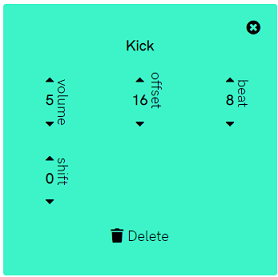 Kick
5 volume
16 offset
8 beat
0 shift
Delete